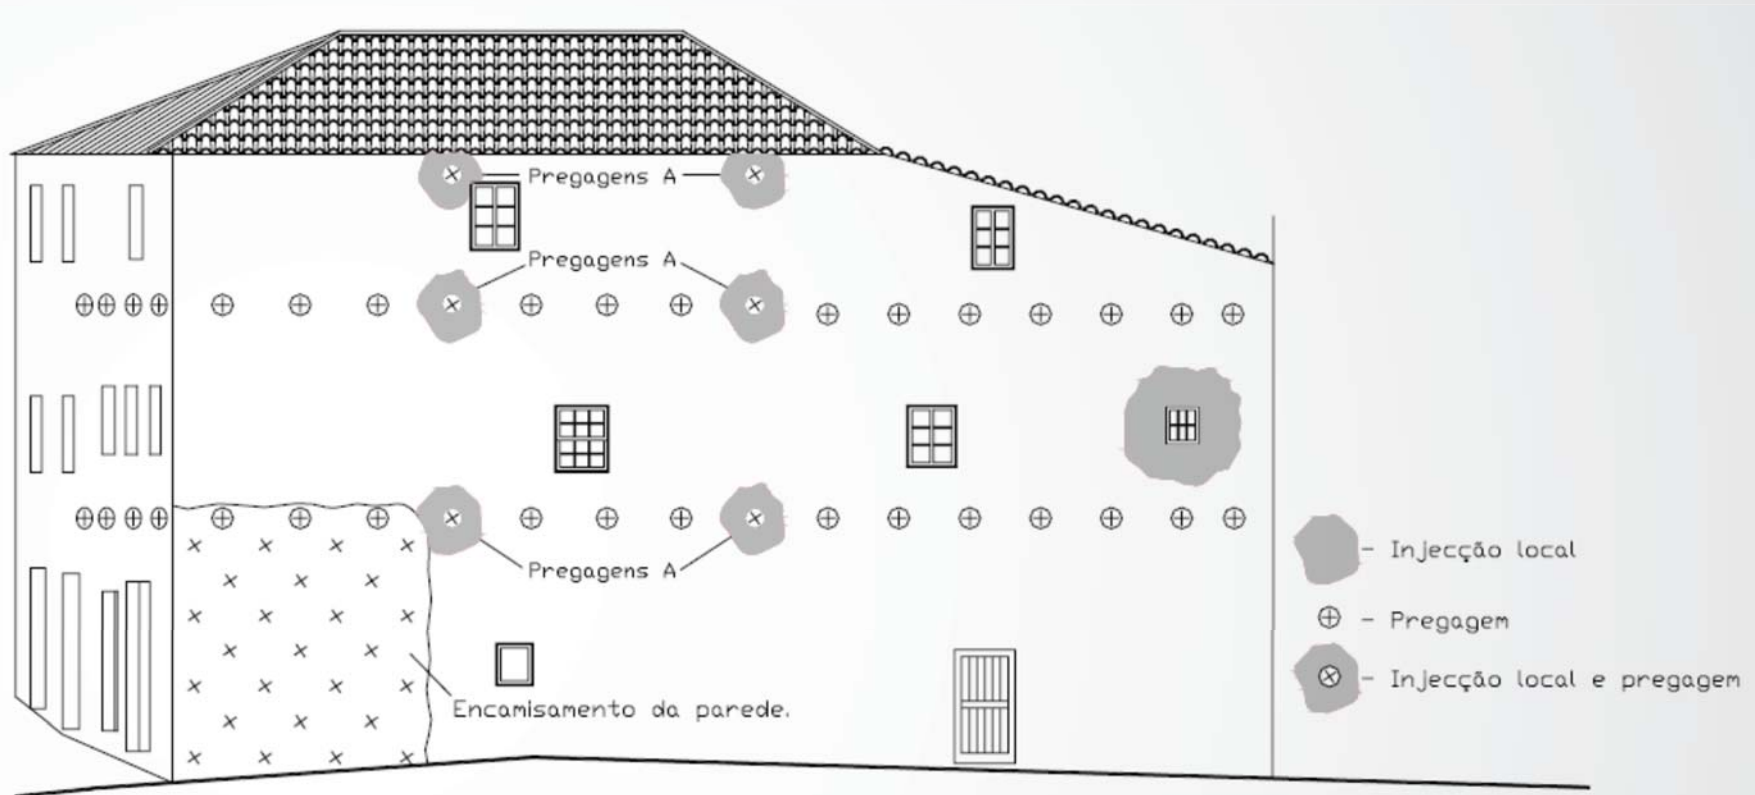 Pregagens A
Pregagens A
Pregagens A
Encamisamento da parede.
- Injecção local
- Pregagem
- Injecção local e pregagem